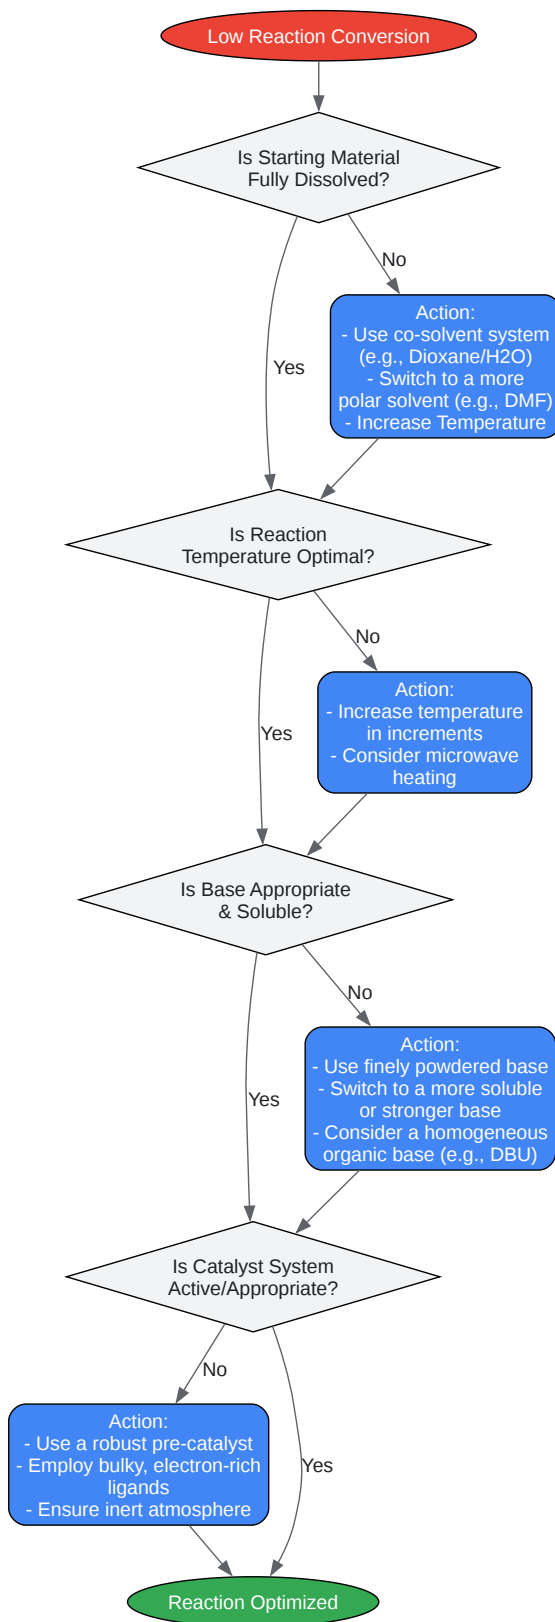 Low Reaction Conversion
Is Starting Material
Fully Dissolved?
No
Action:
- Use co-solvent system
(e.g., Dioxane/H2O)
- Switch to a more
polar solvent (e.g., DMF)
- Increase Temperature
Yes
Is Reaction
Temperature Optimal?
No
Action:
- Increase temperature
in increments
- Consider microwave
heating
Yes
Is Base Appropriate
& Soluble?
No
Action:
- Use finely powdered base
- Switch to a more soluble
or stronger base
- Consider a homogeneous
organic base (e.g., DBU)
Yes
Is Catalyst System
Active/Appropriate?
No
Action:
- Use a robust pre-catalyst
- Employ bulky, electron-rich
ligands
- Ensure inert atmosphere
Yes
Reaction Optimized